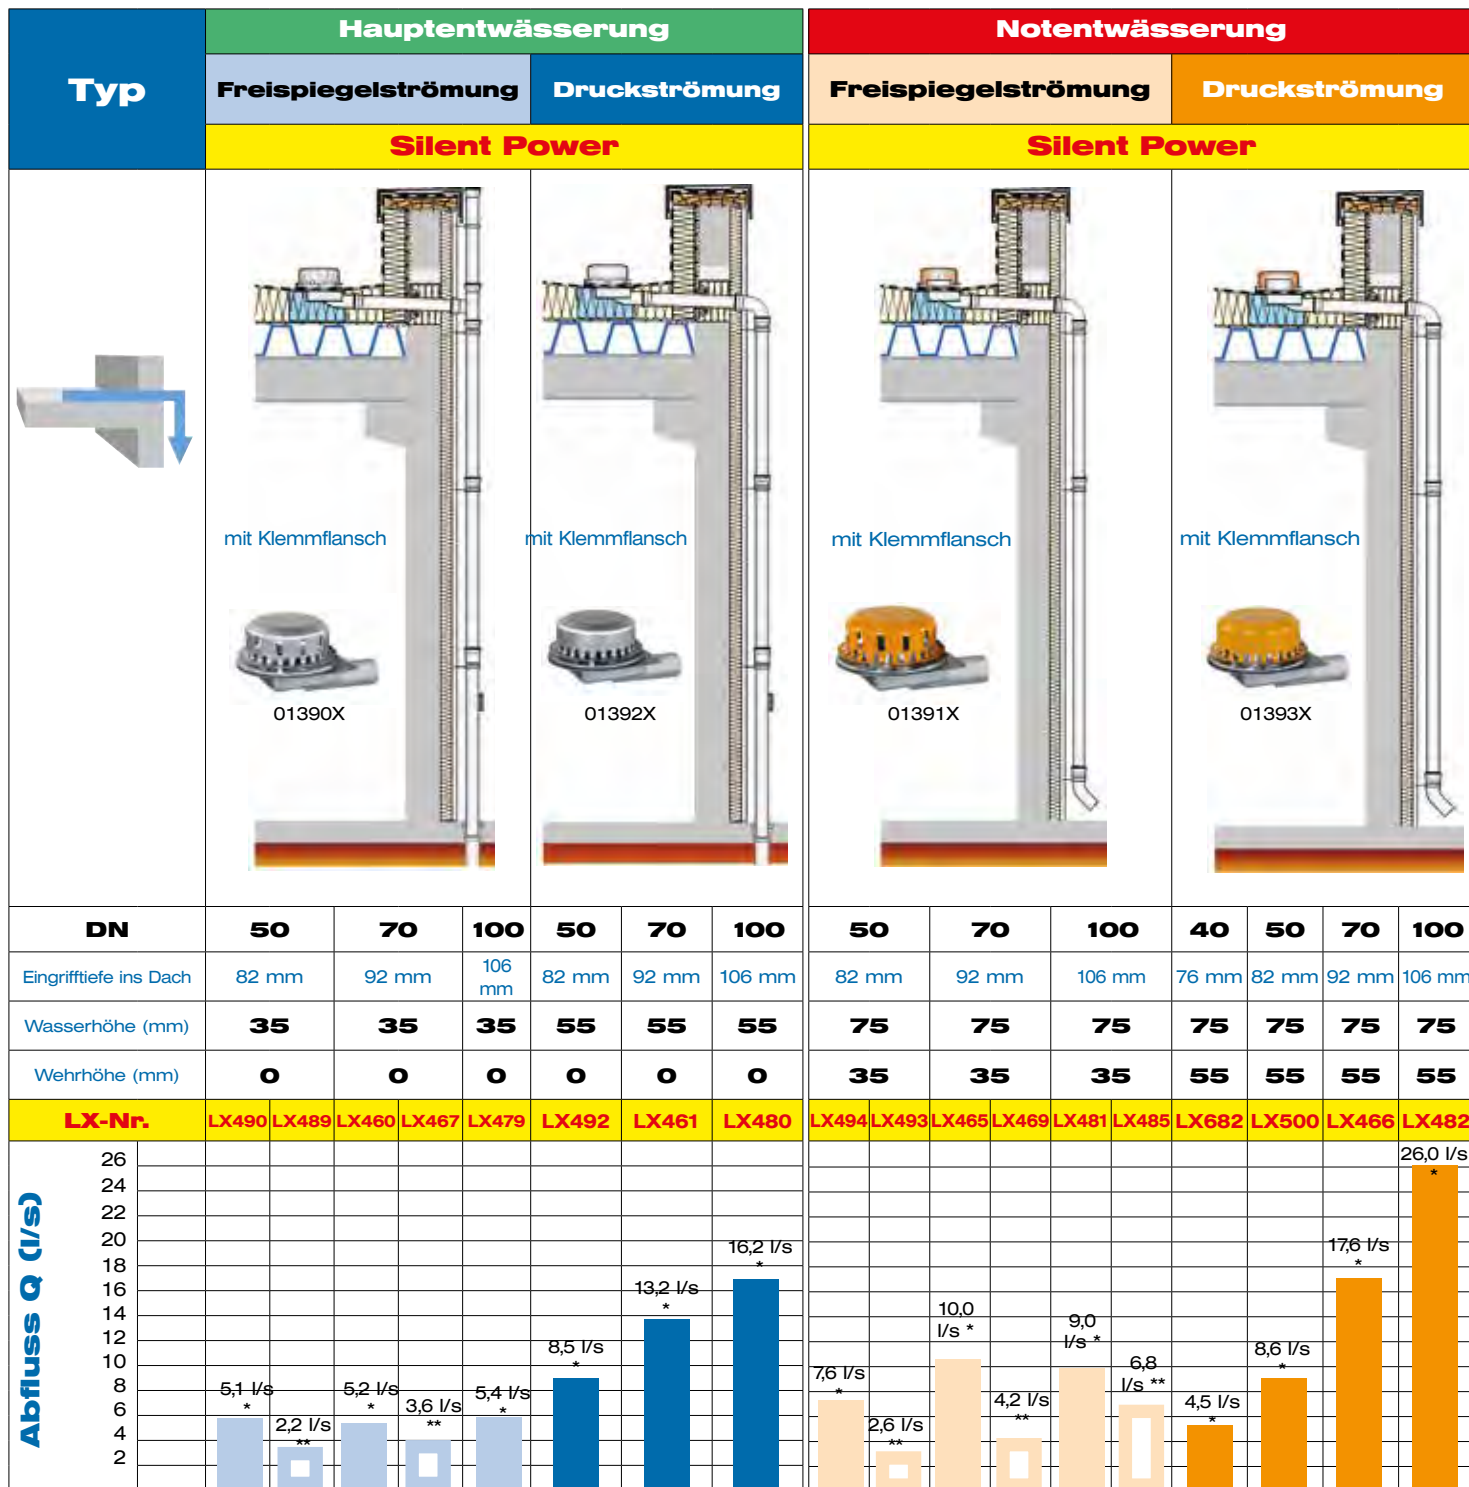 Typ
Hauptentwässerung
Notentwässerung
Freispiegelströmung Druckströmung
Freispiegelströmung Druckströmung
Silent Power
Silent Power
mit Klemmflansch
mit Klemmflansch
mit Klemmflansch
mit Klemmflansch
01390X
01392X
01391X
01393X
DN 50 70 100 50 70 100 50 70 100 40 50 70 100
Eingrifftiefe ins Dach 82 mm 92 mm 106 mm 82 mm 92 mm 106 mm 82 mm 92 mm 106 mm 76 mm 82 mm 92 mm 106 mm
Wasserhöhe (mm) 35 35 35 55 55 55 75 75 75 75 75 75 75
Wehrhöhe (mm) 0 0 0 0 0 0 35 35 35 55 55 55 55
LX-Nr. LX490 LX489 LX460 LX467 LX479 LX492 LX461 LX480 LX494 LX493 LX465 LX469 LX481 LX485 LX682 LX500 LX466 LX482
Abfluss Q (l/s)
26
24
22
20
18
16
14
12
10
8
6
4
2
5,1 l/s *
2,2 l/s **
5,2 l/s *
3,6 l/s **
5,4 l/s *
8,5 l/s *
13,2 l/s *
16,2 l/s *
7,6 l/s *
2,6 l/s **
10,0
l/s *
4,2 l/s **
9,0
l/s *
6,8
l/s **
4,5 l/s *
8,6 l/s *
17,6 l/s *
26,0 l/s *